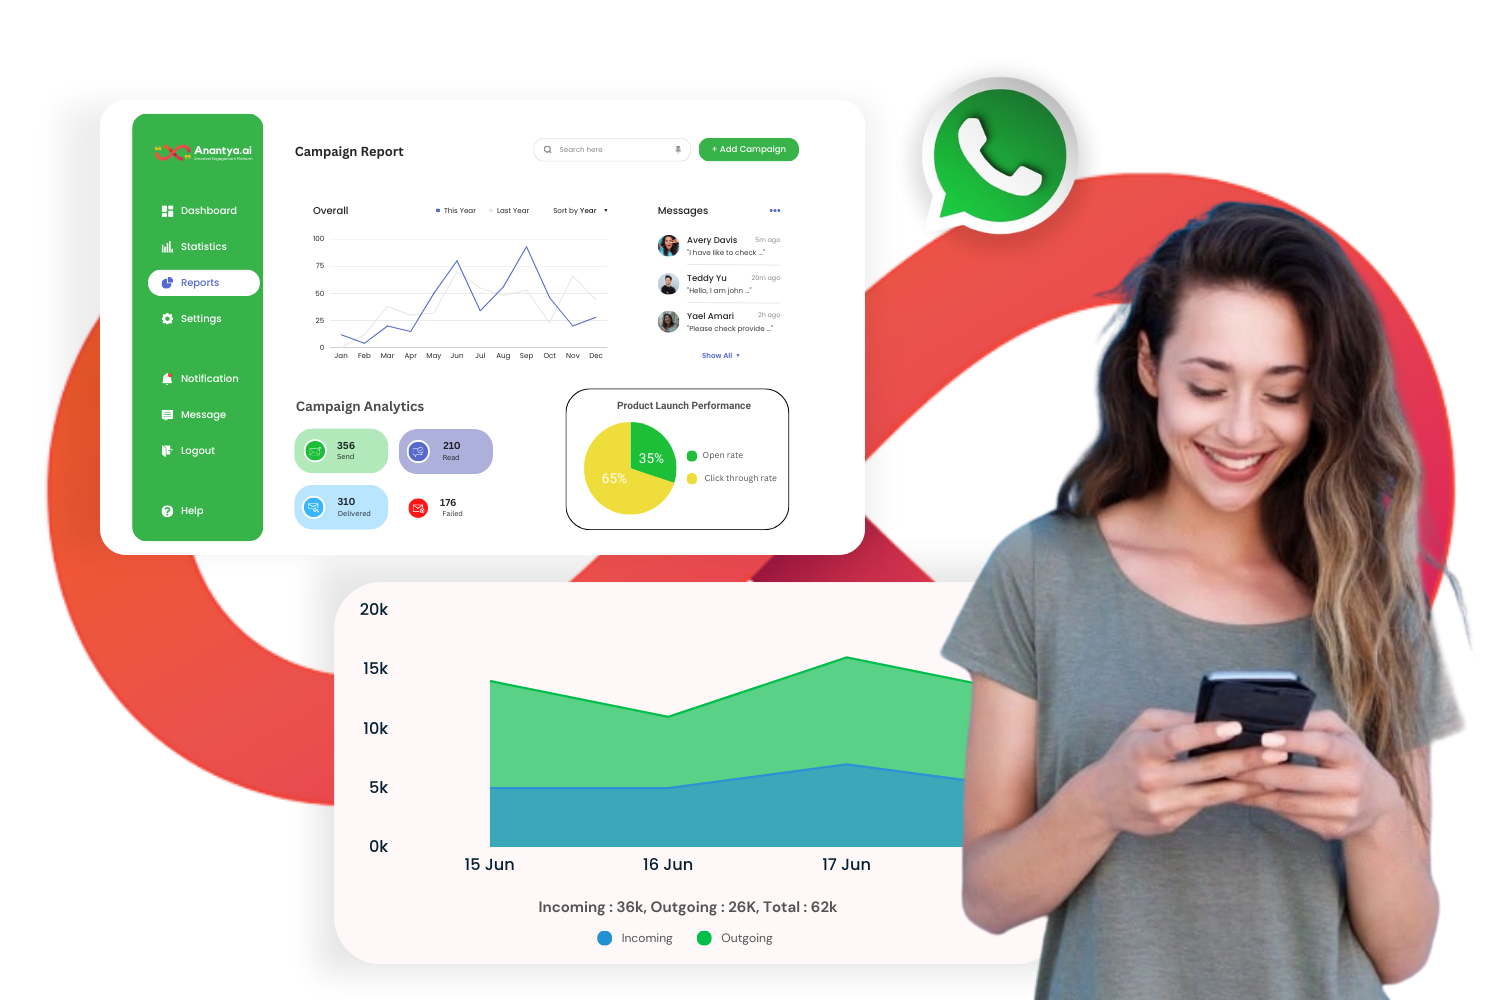 Anantya.ai
Dashboard
Statistics
Reports
Settings
Notification
Message
Logout
Help
Campaign Report
Search here
+ Add Campaign
Overall
This Year
Last Year
Sort by Year
100
75
50
25
0
Jan Feb Mar Apr May Jun Jul Aug Sep Oct Nov Dec
Messages
Avery Davis 5m ago
"I have like to check ..."
Teddy Yu 20m ago
"Hello, I am john ..."
Yael Amari 2h ago
"Please check provide ..."
Show All
Campaign Analytics
356
Send
210
Read
310
Delivered
176
Failed
Product Launch Performance
35%
65%
Open rate
Click through rate
20k
15k
10k
5k
0k
15 Jun 16 Jun 17 Jun
Incoming : 36k, Outgoing : 26K, Total : 62k
Incoming Outgoing